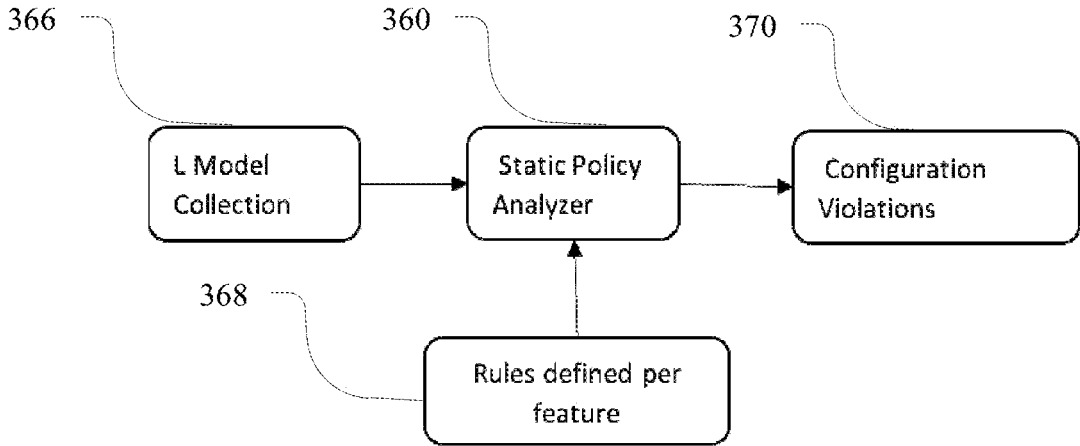 366
360
370
L Model
Collection
Static Policy
Analyzer
Configuration
Violations
368
Rules defined per
feature